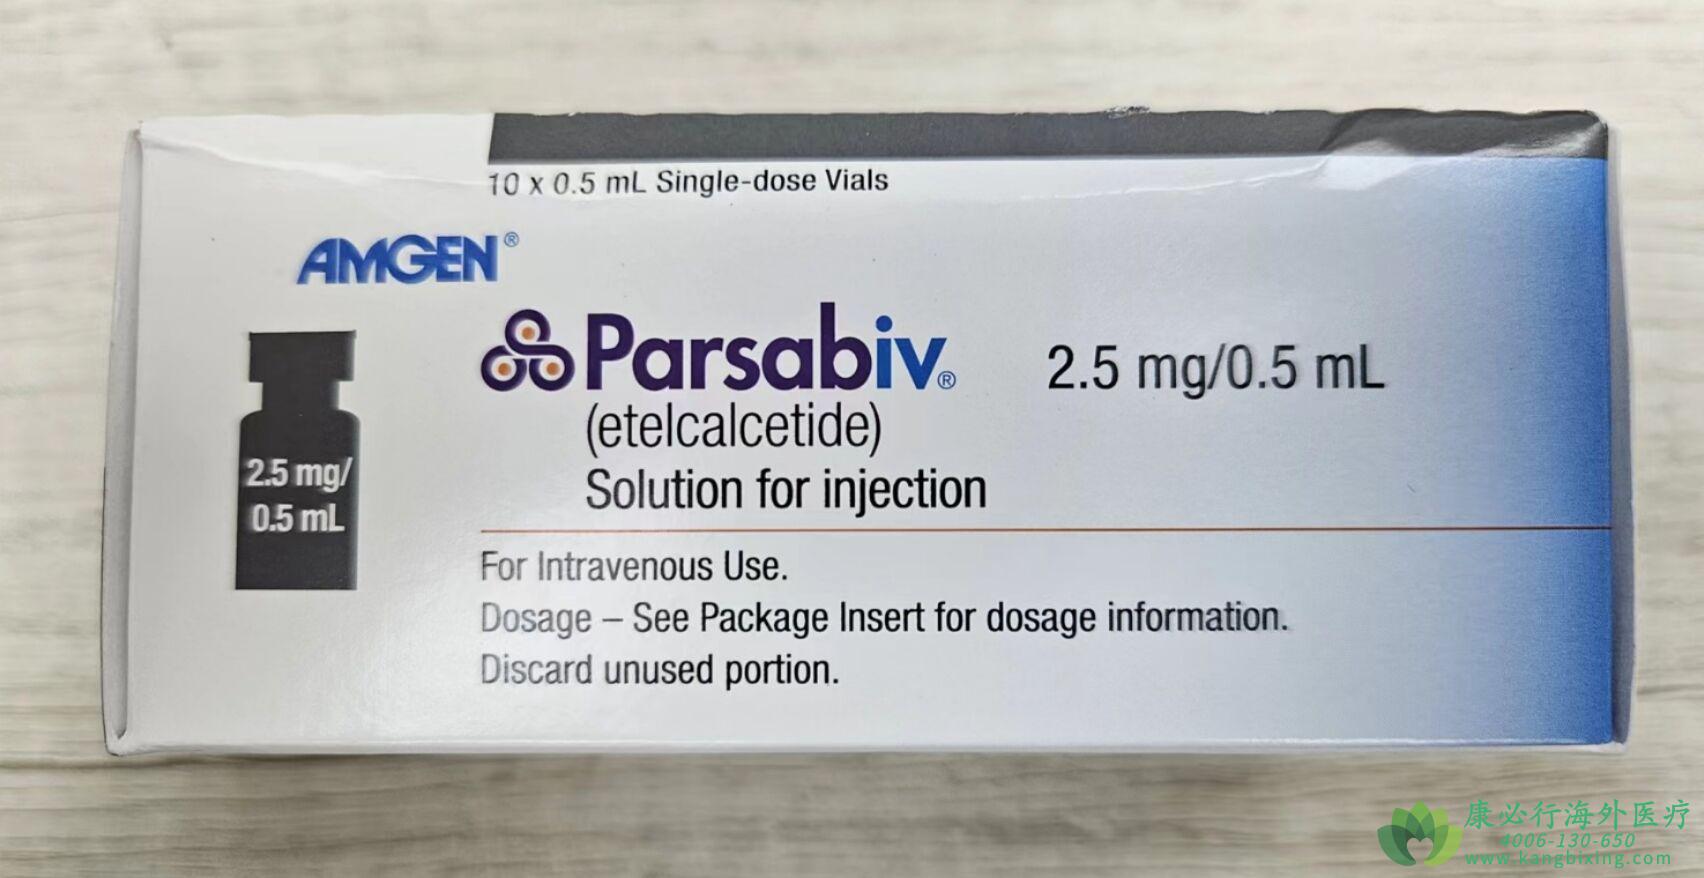 10 x 0.5 mL Single-dose Vials
AMGEN®
Parsabiv® 2.5 mg/0.5 mL
(etelcalcetide)
Solution for injection
2.5 mg/
0.5 mL
For Intravenous Use.
Dosage – See Package Insert for dosage information.
Discard unused portion.
康必行海外医疗
4006-130-650
www.kangbixing.com